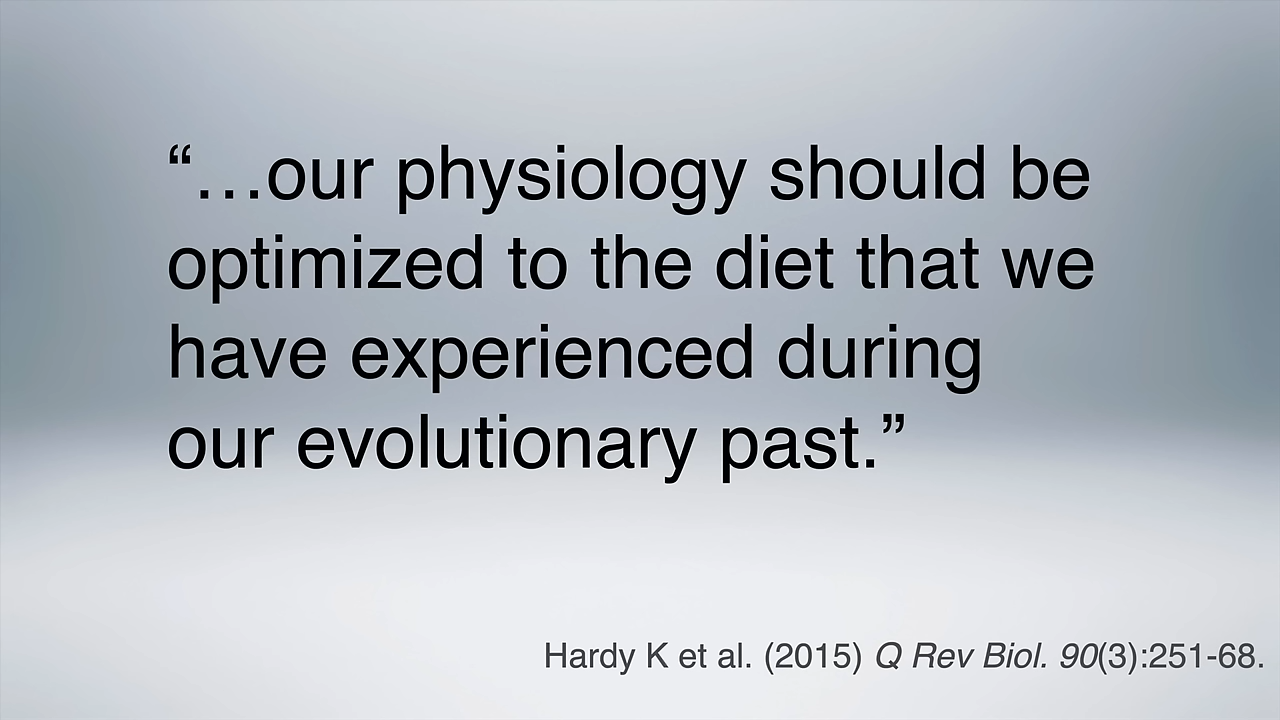 “…our physiology should be
optimized to the diet that we
have experienced during
our evolutionary past.”
Hardy K et al. (2015) Q Rev Biol. 90(3):251-68.